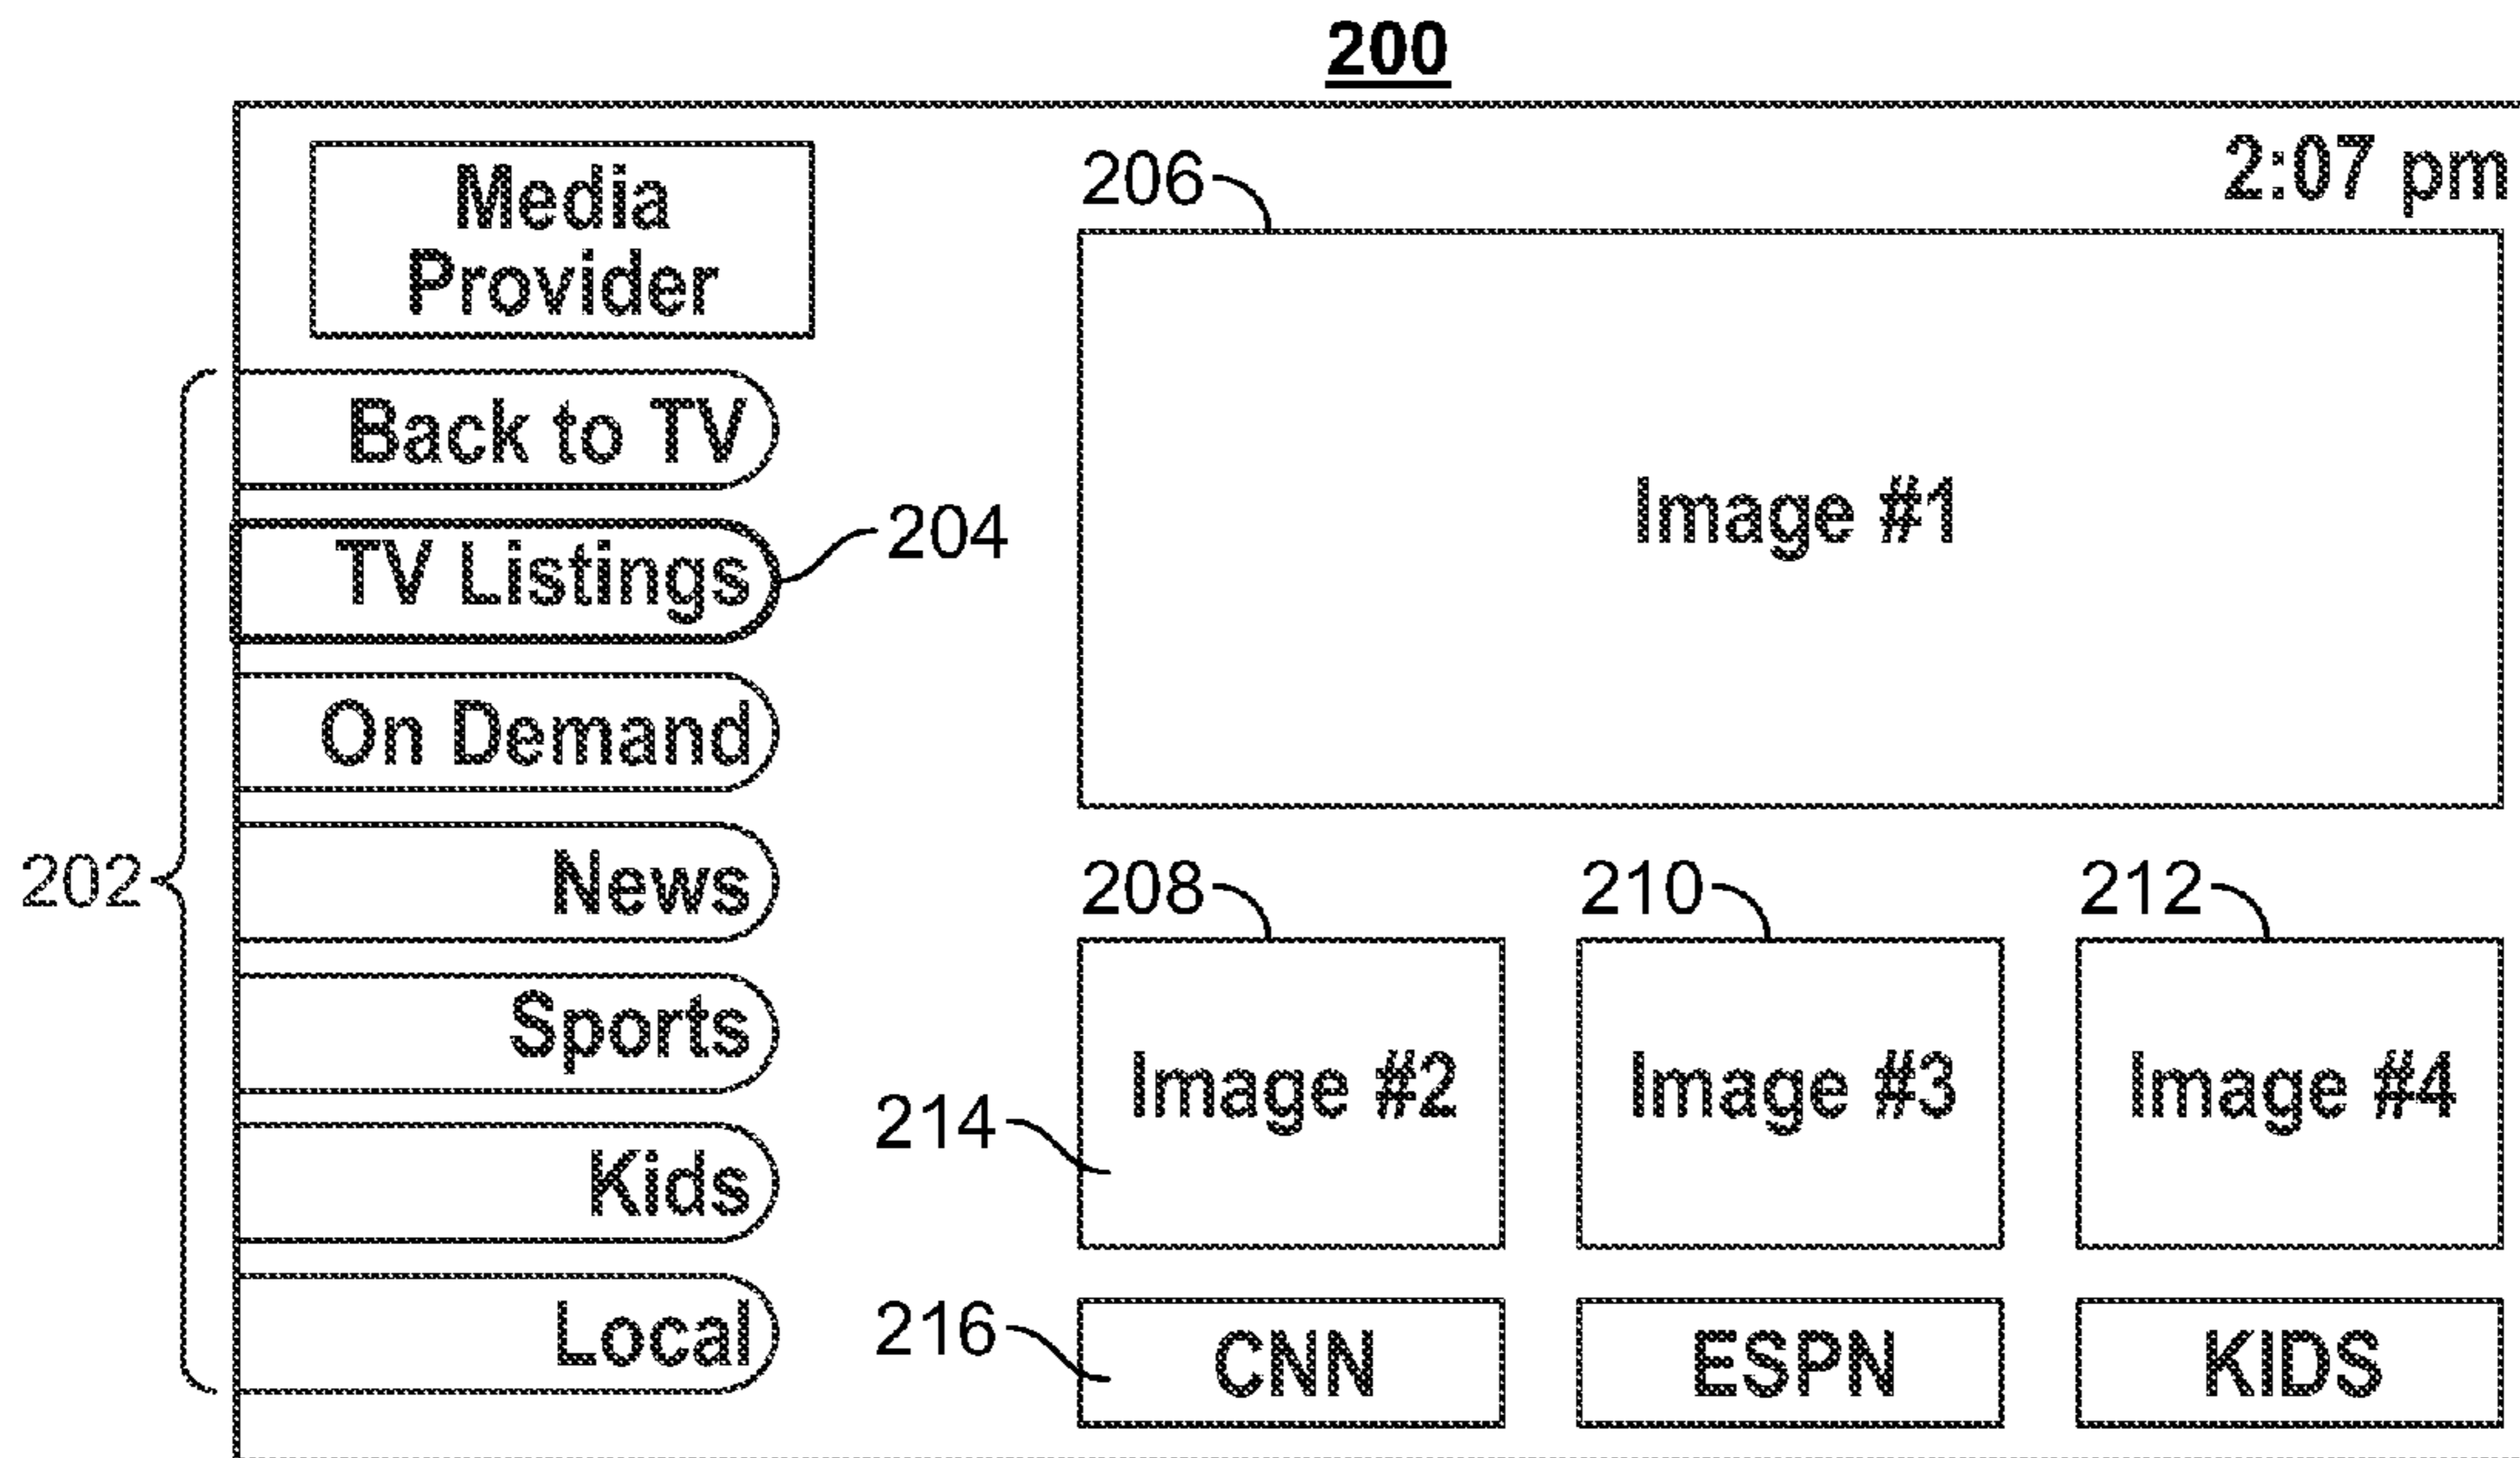 200
2:07 pm
Media
Provider
206
Back to TV
Image #1
TV Listings
204
On Demand
202
News
208
210
212
Sports
Image #2
Image #3
Image #4
214
Kids
216
Local
CNN
ESPN
KIDS